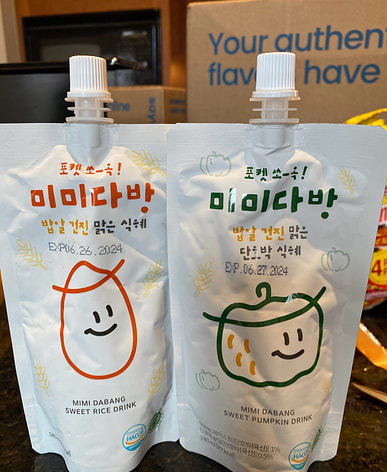 Your authent
flavo have
포켓 쏘-옥!
미미다방
밥알 건진 맑은 식혜
EXP.06.26, 2024
MIMI DABANG
SWEET RICE DRINK
HACCP
포켓 쏘-옥!
미미다방
밥알 건진 맑은
단호박 식혜
EXP. 06.27. 2024
MIMI DABANG
SWEET PUMPKIN DRINK
HACCP